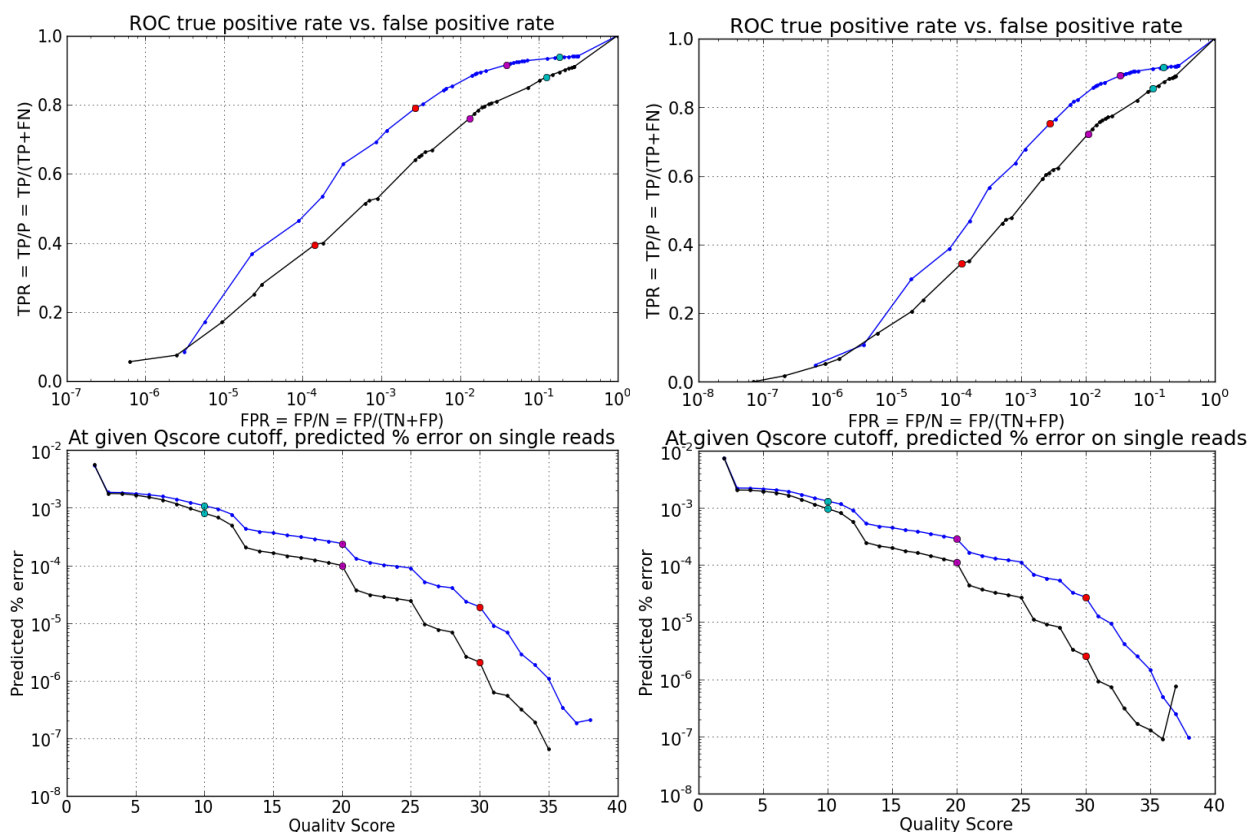 ROC true positive rate vs. false positive rate
1.0
0.8
0.6
0.4
0.2
0.0
TPR = TP/P = TP/(TP+FN)
10-7 10-6 10-5 10-4 10-3 10-2 10-1 100
FPR = FP/N = FP/(TN+FP)
ROC true positive rate vs. false positive rate
1.0
0.8
0.6
0.4
0.2
0.0
TPR = TP/P = TP/(TP+FN)
10-8 10-7 10-6 10-5 10-4 10-3 10-2 10-1 100
FPR = FP/N = FP/(TN+FP)
At given Qscore cutoff, predicted % error on single reads
10-2
10-3
10-4
10-5
10-6
10-7
10-8
Predicted % error
0 5 10 15 20 25 30 35 40
Quality Score
At given Qscore cutoff, predicted % error on single reads
10-2
10-3
10-4
10-5
10-6
10-7
10-8
Predicted % error
0 5 10 15 20 25 30 35 40
Quality Score